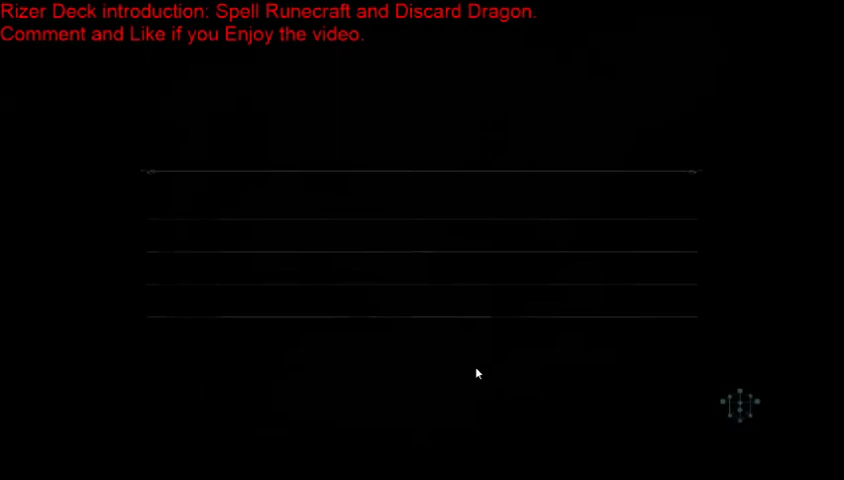 Rizer Deck introduction: Spell Runecraft and Discard Dragon.
Comment and Like if you Enjoy the video.